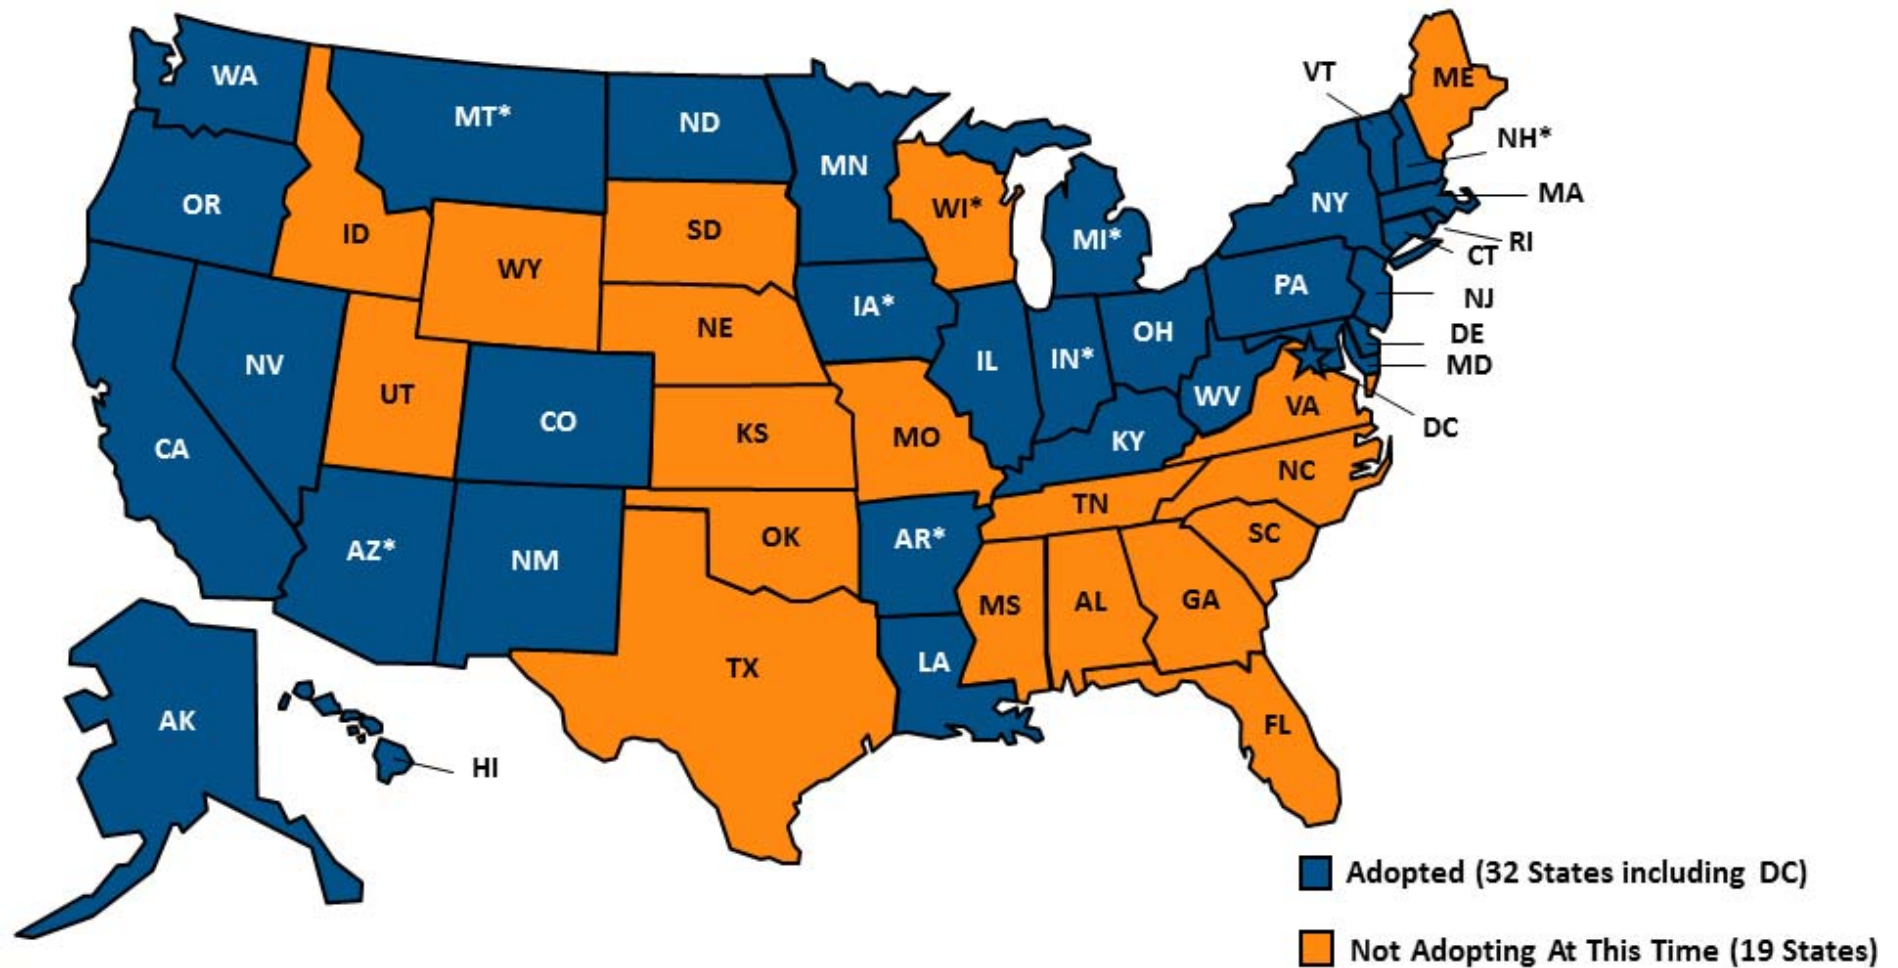 WA
MT*
ND
MN
VT
ME
NH*
OR
ID
WY
SD
WI*
MI*
NY
MA
RI
CT
NV
UT
NE
IA*
IL
IN*
OH
PA
NJ
DE
MD
CA
CO
KS
MO
KY
WV
VA
DC
AZ*
NM
OK
AR*
TN
NC
SC
TX
LA
MS
AL
GA
FL
AK
HI
Adopted (32 States including DC)
Not Adopting At This Time (19 States)